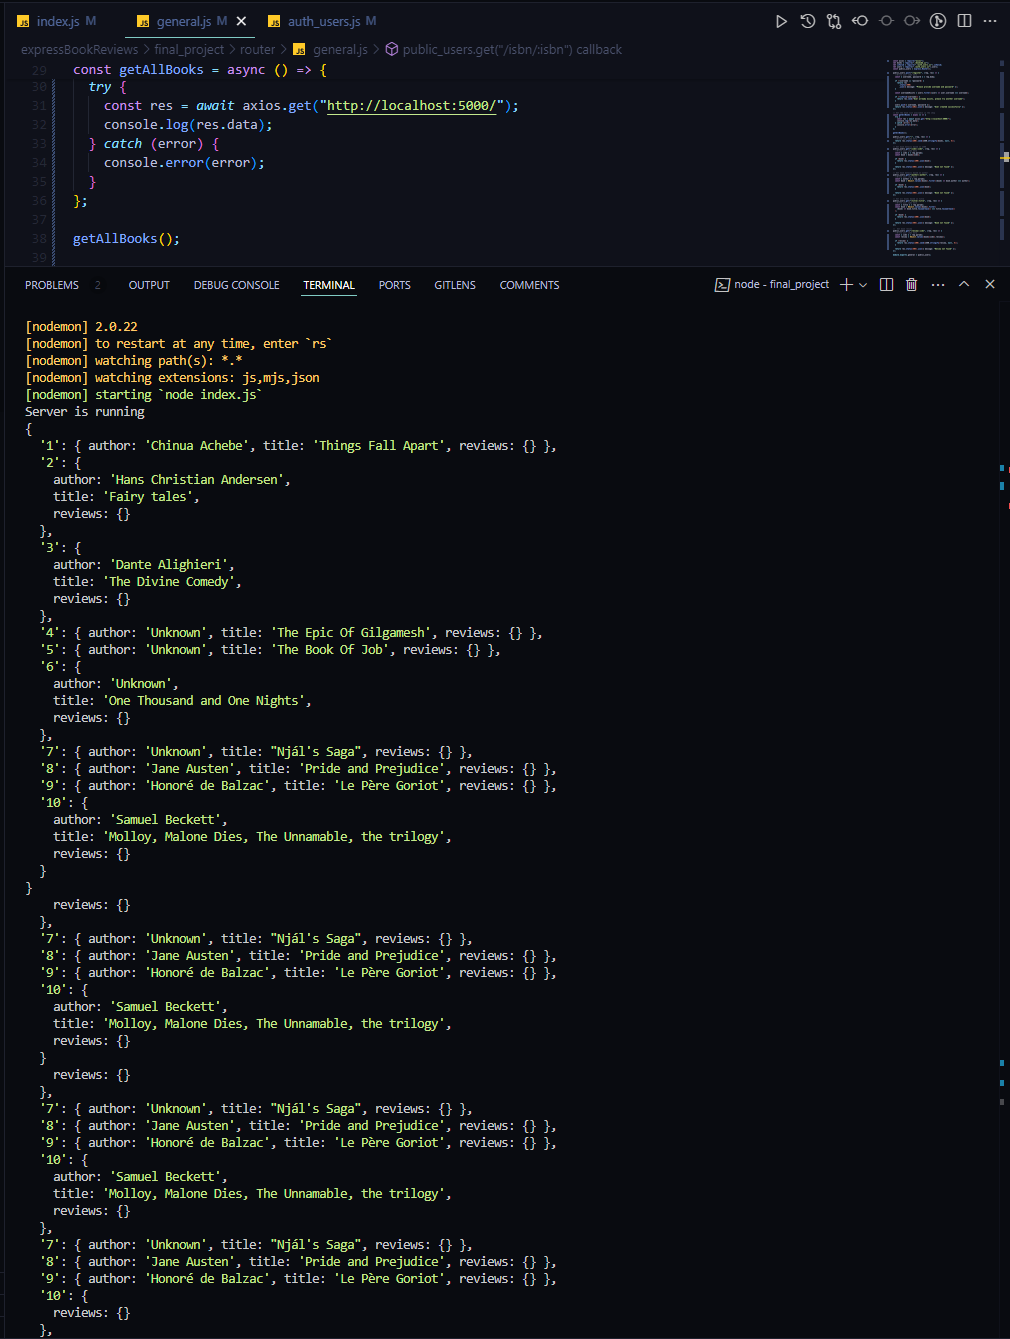 JS index.js M JS general.js M JS auth_users.js M
expressBookReviews > final_project > router > JS general.js > public_users.get("/isbn/:isbn") callback
29 const getAllBooks = async () => {
30 try {
31 const res = await axios.get("http://localhost:5000/");
32 console.log(res.data);
33 } catch (error) {
34 console.error(error);
35 }
36 };
37
38 getAllBooks();
39
PROBLEMS 2 OUTPUT DEBUG CONSOLE TERMINAL PORTS GITLENS COMMENTS node - final_project
[nodemon] 2.0.22
[nodemon] to restart at any time, enter `rs`
[nodemon] watching path(s): *.*
[nodemon] watching extensions: js,mjs,json
[nodemon] starting `node index.js`
Server is running
{
'1': { author: 'Chinua Achebe', title: 'Things Fall Apart', reviews: {} },
'2': {
author: 'Hans Christian Andersen',
title: 'Fairy tales',
reviews: {}
},
'3': {
author: 'Dante Alighieri',
title: 'The Divine Comedy',
reviews: {}
},
'4': { author: 'Unknown', title: 'The Epic Of Gilgamesh', reviews: {} },
'5': { author: 'Unknown', title: 'The Book Of Job', reviews: {} },
'6': {
author: 'Unknown',
title: 'One Thousand and One Nights',
reviews: {}
},
'7': { author: 'Unknown', title: "Njál's Saga", reviews: {} },
'8': { author: 'Jane Austen', title: 'Pride and Prejudice', reviews: {} },
'9': { author: 'Honoré de Balzac', title: 'Le Père Goriot', reviews: {} },
'10': {
author: 'Samuel Beckett',
title: 'Molloy, Malone Dies, The Unnamable, the trilogy',
reviews: {}
}
}
reviews: {}
},
'7': { author: 'Unknown', title: "Njál's Saga", reviews: {} },
'8': { author: 'Jane Austen', title: 'Pride and Prejudice', reviews: {} },
'9': { author: 'Honoré de Balzac', title: 'Le Père Goriot', reviews: {} },
'10': {
author: 'Samuel Beckett',
title: 'Molloy, Malone Dies, The Unnamable, the trilogy',
reviews: {}
}
reviews: {}
},
'7': { author: 'Unknown', title: "Njál's Saga", reviews: {} },
'8': { author: 'Jane Austen', title: 'Pride and Prejudice', reviews: {} },
'9': { author: 'Honoré de Balzac', title: 'Le Père Goriot', reviews: {} },
'10': {
author: 'Samuel Beckett',
title: 'Molloy, Malone Dies, The Unnamable, the trilogy',
reviews: {}
},
'7': { author: 'Unknown', title: "Njál's Saga", reviews: {} },
'8': { author: 'Jane Austen', title: 'Pride and Prejudice', reviews: {} },
'9': { author: 'Honoré de Balzac', title: 'Le Père Goriot', reviews: {} },
'10': {
reviews: {}
},